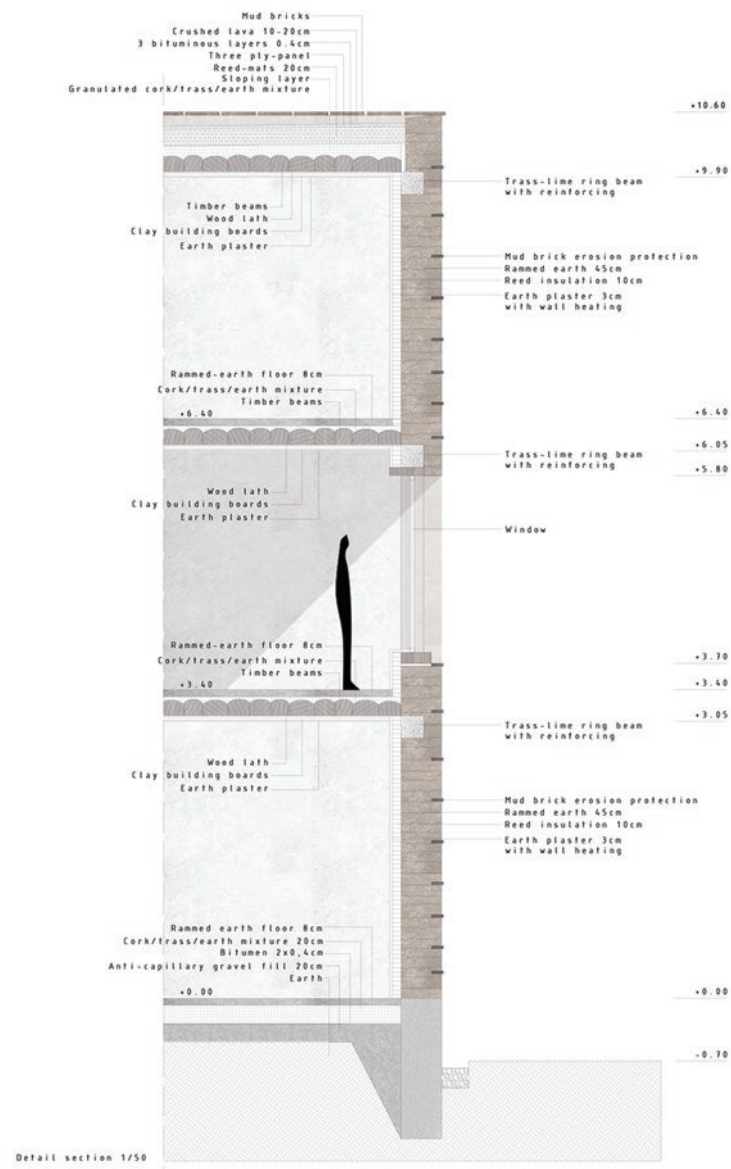 Mud bricks
Crushed lava 10-20cm
3 bituminous layers 0.4cm
Three ply-panel
Reed-mats 20cm
Sloping layer
Granulated cork/trass/earth mixture
+10.60
+9.90
Trass-lime ring beam
with reinforcing
Timber beams
Wood lath
Clay building boards
Earth plaster
Mud brick erosion protection
Rammed earth 45cm
Reed insulation 10cm
Earth plaster 3cm
with wall heating
Rammed-earth floor 8cm
Cork/trass/earth mixture
Timber beams
+6.40
+6.40
+6.05
+5.80
Trass-lime ring beam
with reinforcing
Wood lath
Clay building boards
Earth plaster
Window
Rammed-earth floor 8cm
Cork/trass/earth mixture
Timber beams
+3.40
+3.70
+3.40
+3.05
Trass-lime ring beam
with reinforcing
Wood lath
Clay building boards
Earth plaster
Mud brick erosion protection
Rammed earth 45cm
Reed insulation 10cm
Earth plaster 3cm
with wall heating
Rammed earth floor 8cm
Cork/trass/earth mixture 20cm
Bitumen 2x0,4cm
Anti-capillary gravel fill 20cm
Earth
+0.00
+0.00
-0.70
Detail section 1/50